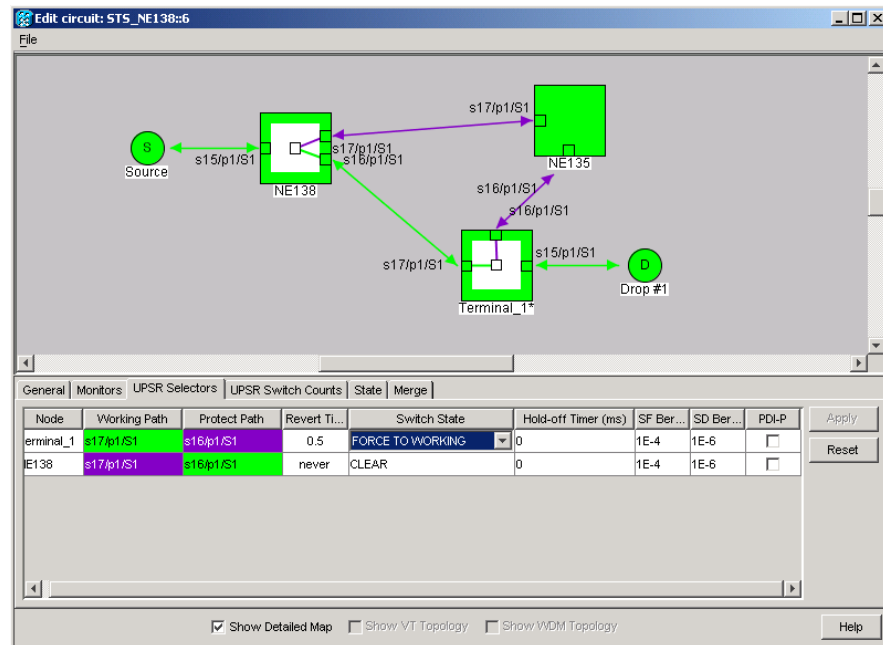 Edit circuit: STS_NE138::6
File
s17/p1/S1
S
Source
s15/p1/S1
s17/p1/S1
s16/p1/S1
NE138
NE135
s16/p1/S1
s16/p1/S1
s17/p1/S1
s15/p1/S1
D
Drop #1
Terminal_1*
General Monitors UPSR Selectors UPSR Switch Counts State Merge
Node Working Path Protect Path Revert Ti... Switch State Hold-off Timer (ms) SF Ber... SD Ber... PDI-P Apply
erminal_1 s17/p1/S1 s16/p1/S1 0.5 FORCE TO WORKING 0 1E-4 1E-6
Reset
IE138 s17/p1/S1 s16/p1/S1 never CLEAR 0 1E-4 1E-6
Show Detailed Map Show VT Topology Show WDM Topology Help